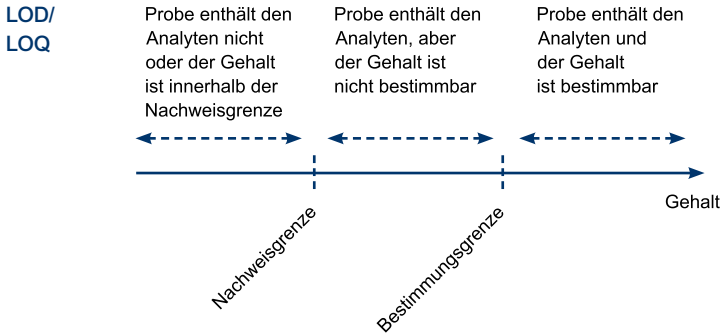 LOD/
LOQ
Probe enthält den
Analyten nicht
oder der Gehalt
ist innerhalb der
Nachweisgrenze
Probe enthält den
Analyten, aber
der Gehalt ist
nicht bestimmbar
Probe enthält den
Analyten und
der Gehalt
ist bestimmbar
Gehalt
Nachweisgrenze
Bestimmungsgrenze